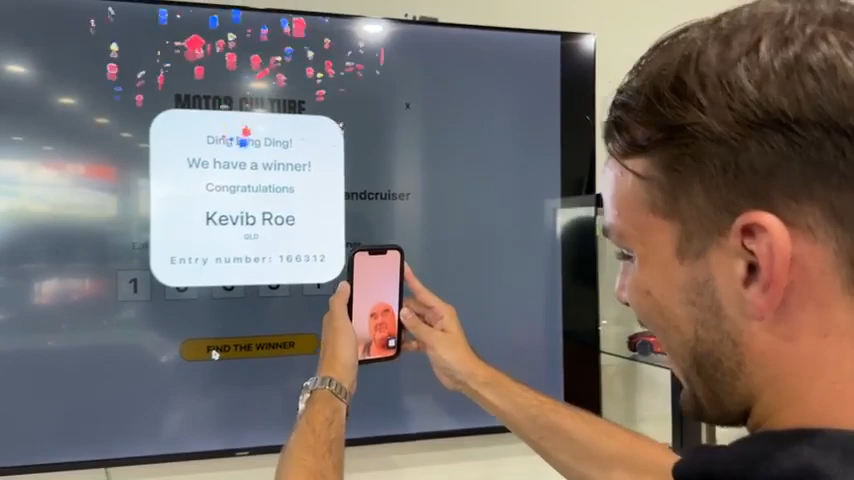 MOTOR CULTURE
X
Ding Ding Ding!
We have a winner!
Congratulations
Kevib Roe
QLD
Entry number: 166312
andcruiser
1
FIND THE WINNER